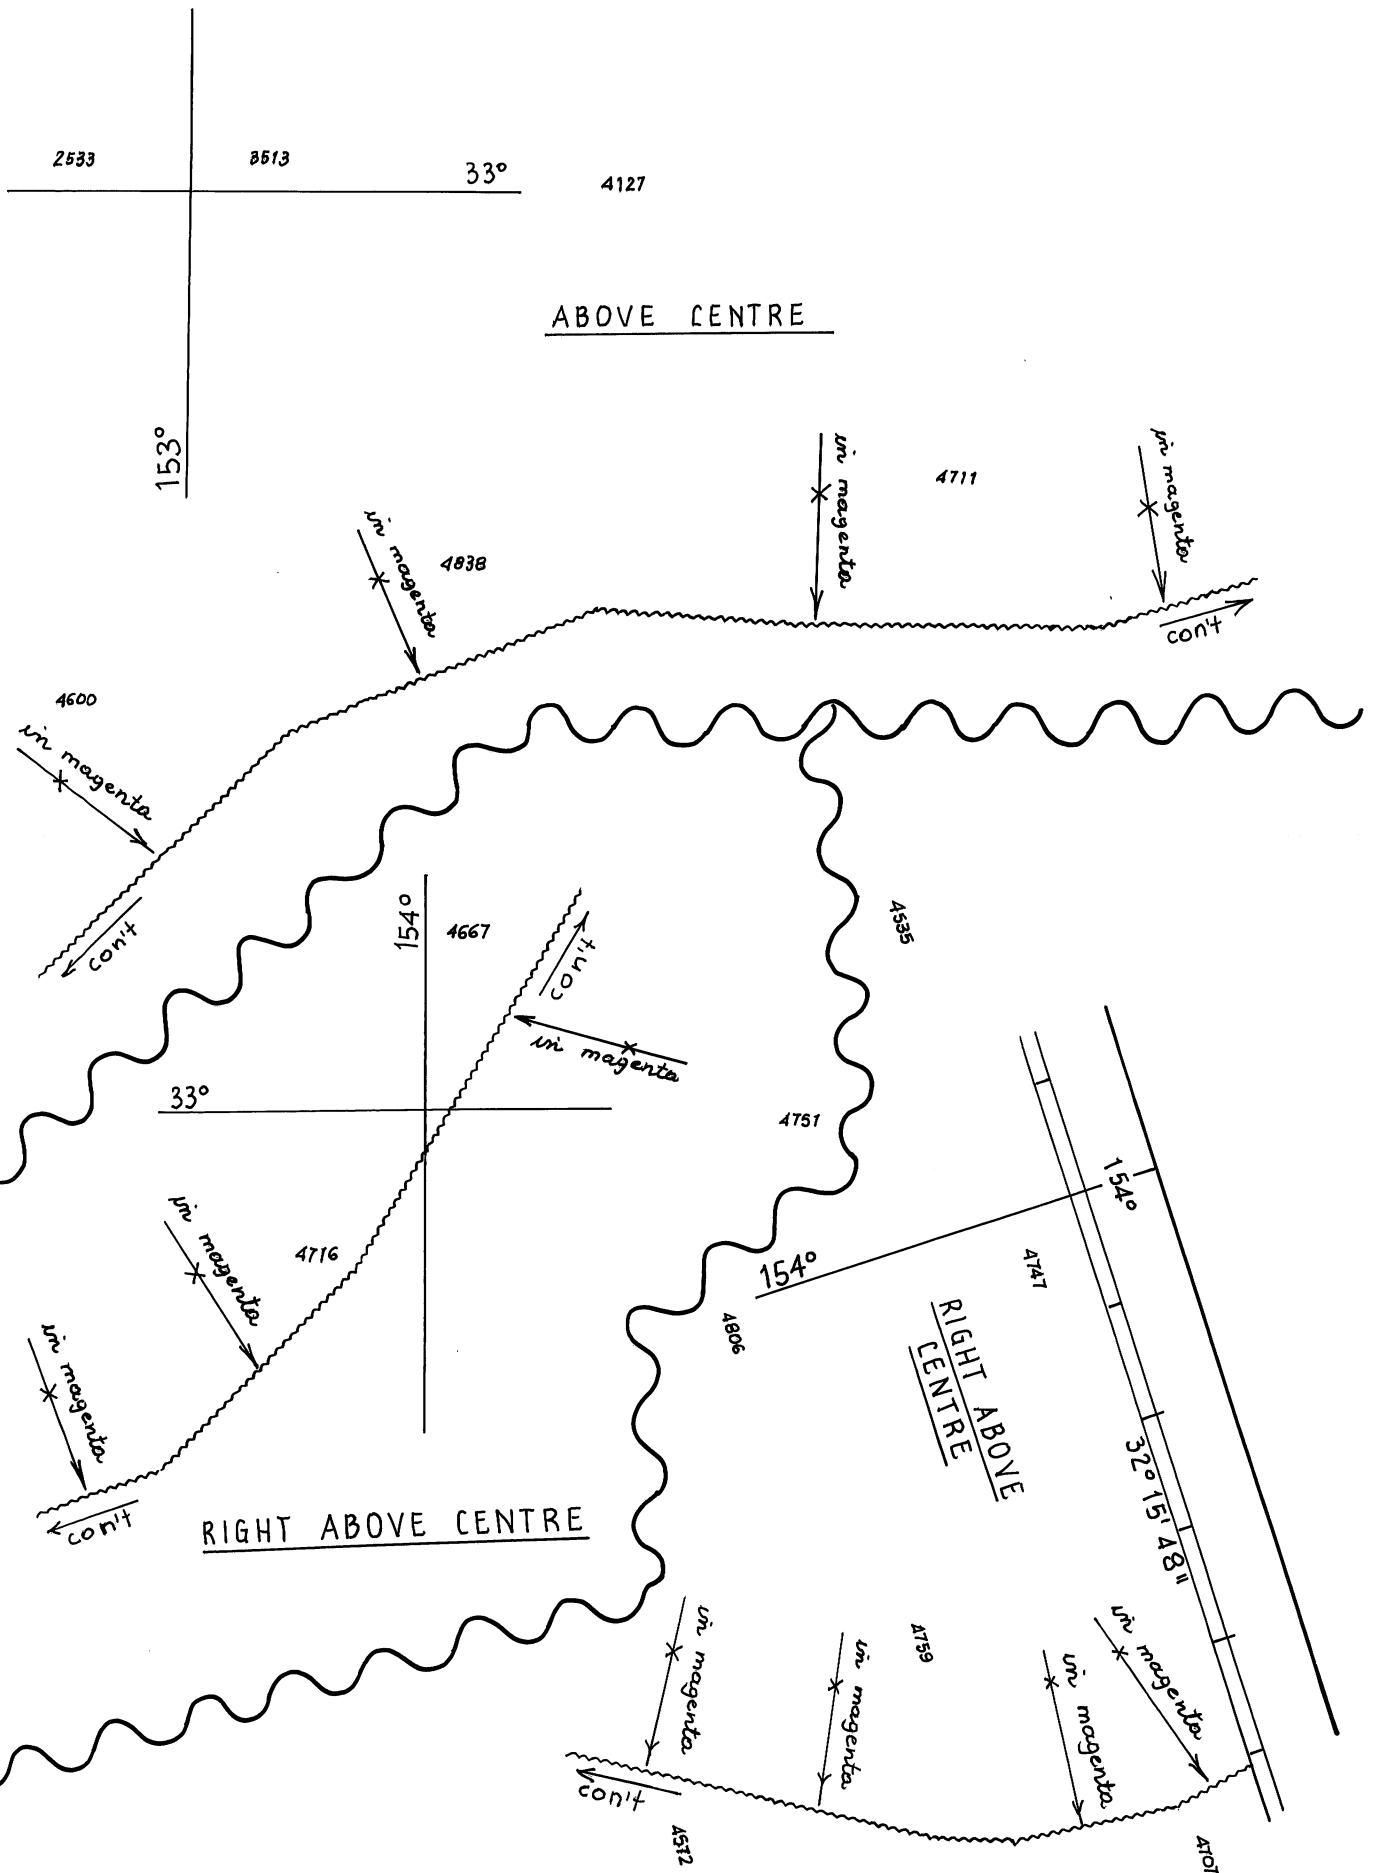 2533
3513
33°
4127
153°
ABOVE CENTRE
in magenta
4838
in magenta
4711
in magenta
con't
4600
in magenta
con't
154°
4667
con't
in magenta
33°
4716
in magenta
in magenta
con't
RIGHT ABOVE CENTRE
4535
4751
4806
154°
154°
4747
RIGHT ABOVE
CENTRE
32° 15' 48"
in magenta
in magenta
4759
in magenta
in magenta
con't
4572
4707